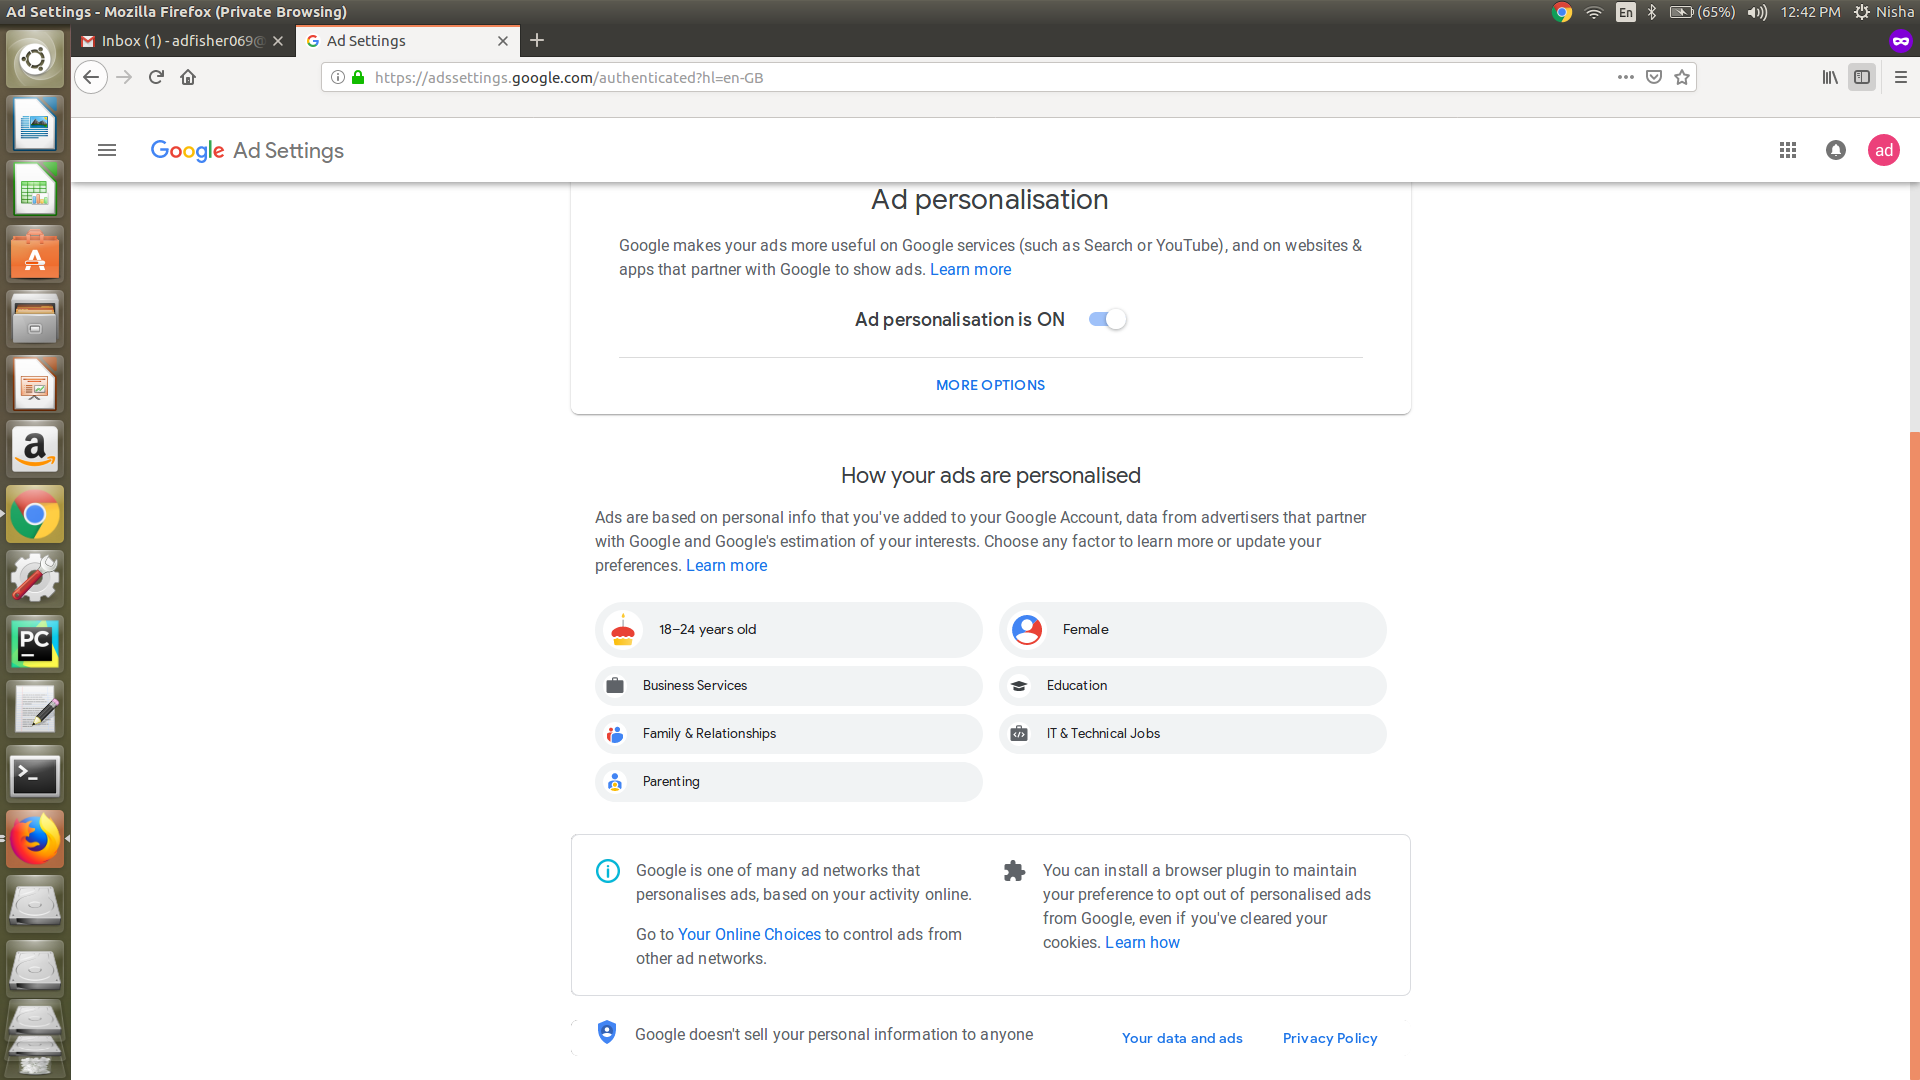 Ad Settings - Mozilla Firefox (Private Browsing)
En
(65%)
12:42 PM
Nisha
Inbox (1) - adfisher069@
Ad Settings
https://adssettings.google.com/authenticated?hl=en-GB
Google Ad Settings
ad
Ad personalisation
Google makes your ads more useful on Google services (such as Search or YouTube), and on websites &
apps that partner with Google to show ads. Learn more
Ad personalisation is ON
MORE OPTIONS
How your ads are personalised
Ads are based on personal info that you've added to your Google Account, data from advertisers that partner
with Google and Google's estimation of your interests. Choose any factor to learn more or update your
preferences. Learn more
18–24 years old
Female
Business Services
Education
Family & Relationships
IT & Technical Jobs
Parenting
Google is one of many ad networks that
personalises ads, based on your activity online.
Go to Your Online Choices to control ads from
other ad networks.
You can install a browser plugin to maintain
your preference to opt out of personalised ads
from Google, even if you've cleared your
cookies. Learn how
Google doesn't sell your personal information to anyone
Your data and ads
Privacy Policy
a
PC